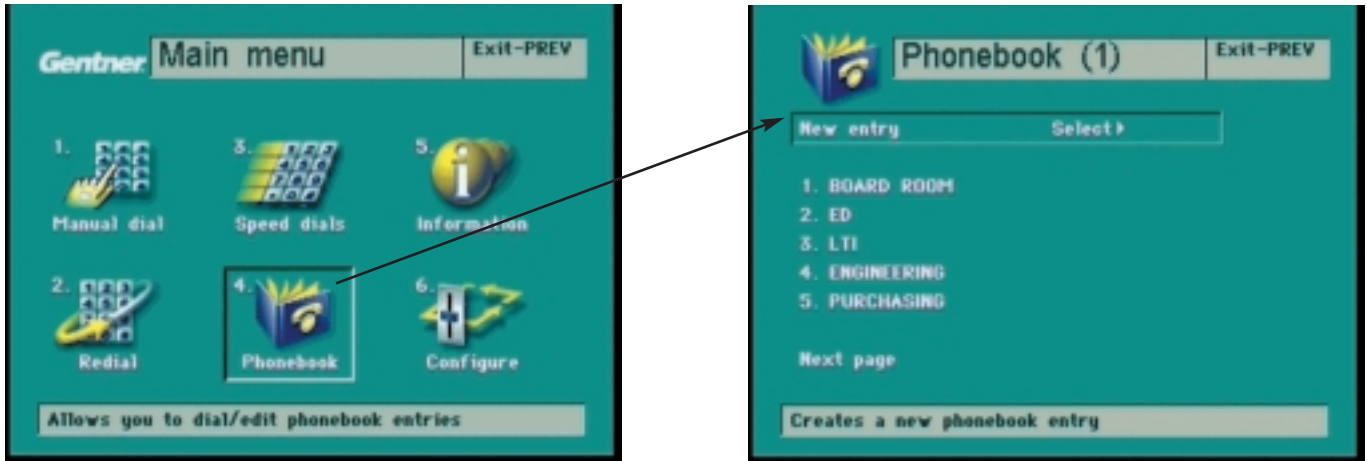 Gentner Main menu Exit-PREV
1.
3.
5.
Manual dial
Speed dials
Information
2.
4.
6.
Redial
Phonebook
Configure
Allows you to dial/edit phonebook entries
Phonebook (1) Exit-PREV
New entry Select
1. BOARD ROOM
2. ED
3. LTI
4. ENGINEERING
5. PURCHASING
Next page
Creates a new phonebook entry